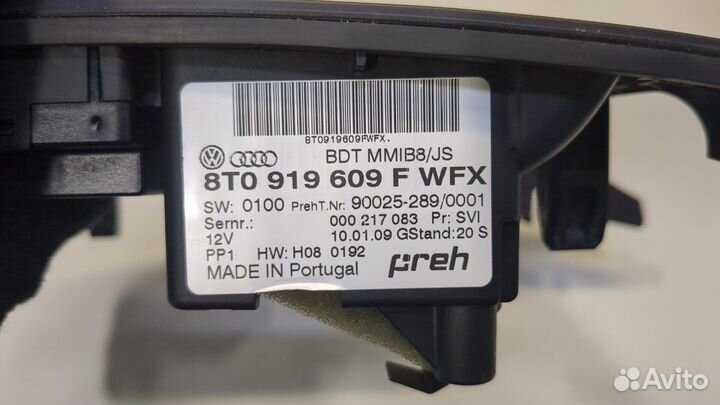 8T0919609FWFX.
BDT MMIB8/JS
8T0 919 609 F WFX
SW: 0100 PrehT.Nr: 90025-289/0001
Sernr.: 000 217 083 Pr; SVI
12V 10.01.09 GStand: 20 S
PP1 HW: H08 0192
MADE IN Portugal preh
Avito